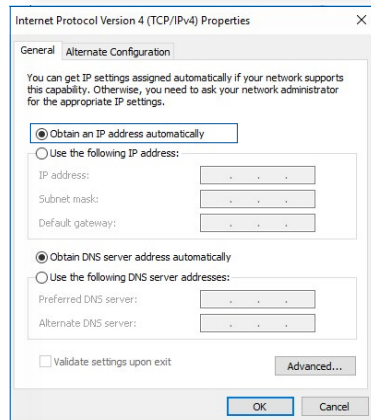 Internet Protocol Version 4 (TCP/IPv4) Properties
General
Alternate Configuration
You can get IP settings assigned automatically if your network supports
this capability. Otherwise, you need to ask your network administrator
for the appropriate IP settings.
Obtain an IP address automatically
Use the following IP address:
IP address:
Subnet mask:
Default gateway:
Obtain DNS server address automatically
Use the following DNS server addresses:
Preferred DNS server:
Alternate DNS server:
Validate settings upon exit
Advanced...
OK
Cancel